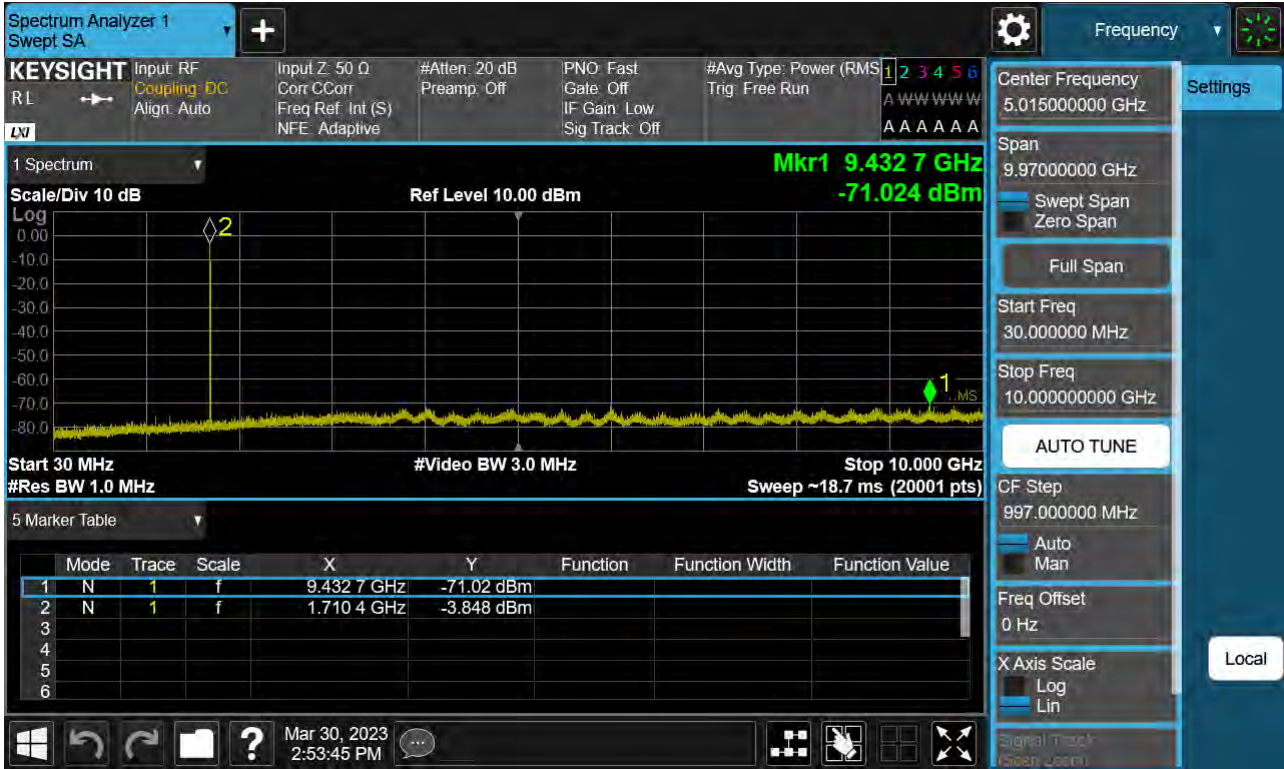 Spectrum Analyzer 1
Swept SA
+
Frequency
KEYSIGHT
RL
LXI
Input: RF
Coupling: DC
Align: Auto
Input Z: 50 Ω
Corr CCorr
Freq Ref: Int (S)
NFE: Adaptive
#Atten: 20 dB
Preamp: Off
PNO: Fast
Gate: Off
IF Gain: Low
Sig Track: Off
#Avg Type: Power (RMS
Trig: Free Run
1 2 3 4 5 6
A W W W W W
A A A A A A
1 Spectrum
Scale/Div 10 dB
Ref Level 10.00 dBm
Mkr1 9.432 7 GHz
-71.024 dBm
Log
0.00
-10.0
-20.0
-30.0
-40.0
-50.0
-60.0
-70.0
-80.0
2
1
Start 30 MHz
#Video BW 3.0 MHz
Stop 10.000 GHz
#Res BW 1.0 MHz
Sweep ~18.7 ms (20001 pts)
5 Marker Table
Mode Trace Scale X Y Function Function Width Function Value
1 N 1 f 9.432 7 GHz -71.02 dBm
2 N 1 f 1.710 4 GHz -3.848 dBm
3
4
5
6
Mar 30, 2023
2:53:45 PM
?
Center Frequency
5.015000000 GHz
Settings
Span
9.97000000 GHz
Swept Span
Zero Span
Full Span
Start Freq
30.000000 MHz
Stop Freq
10.000000000 GHz
AUTO TUNE
CF Step
997.000000 MHz
Auto
Man
Freq Offset
0 Hz
X Axis Scale
Log
Lin
Local
Signal Track
(Span Zoom)